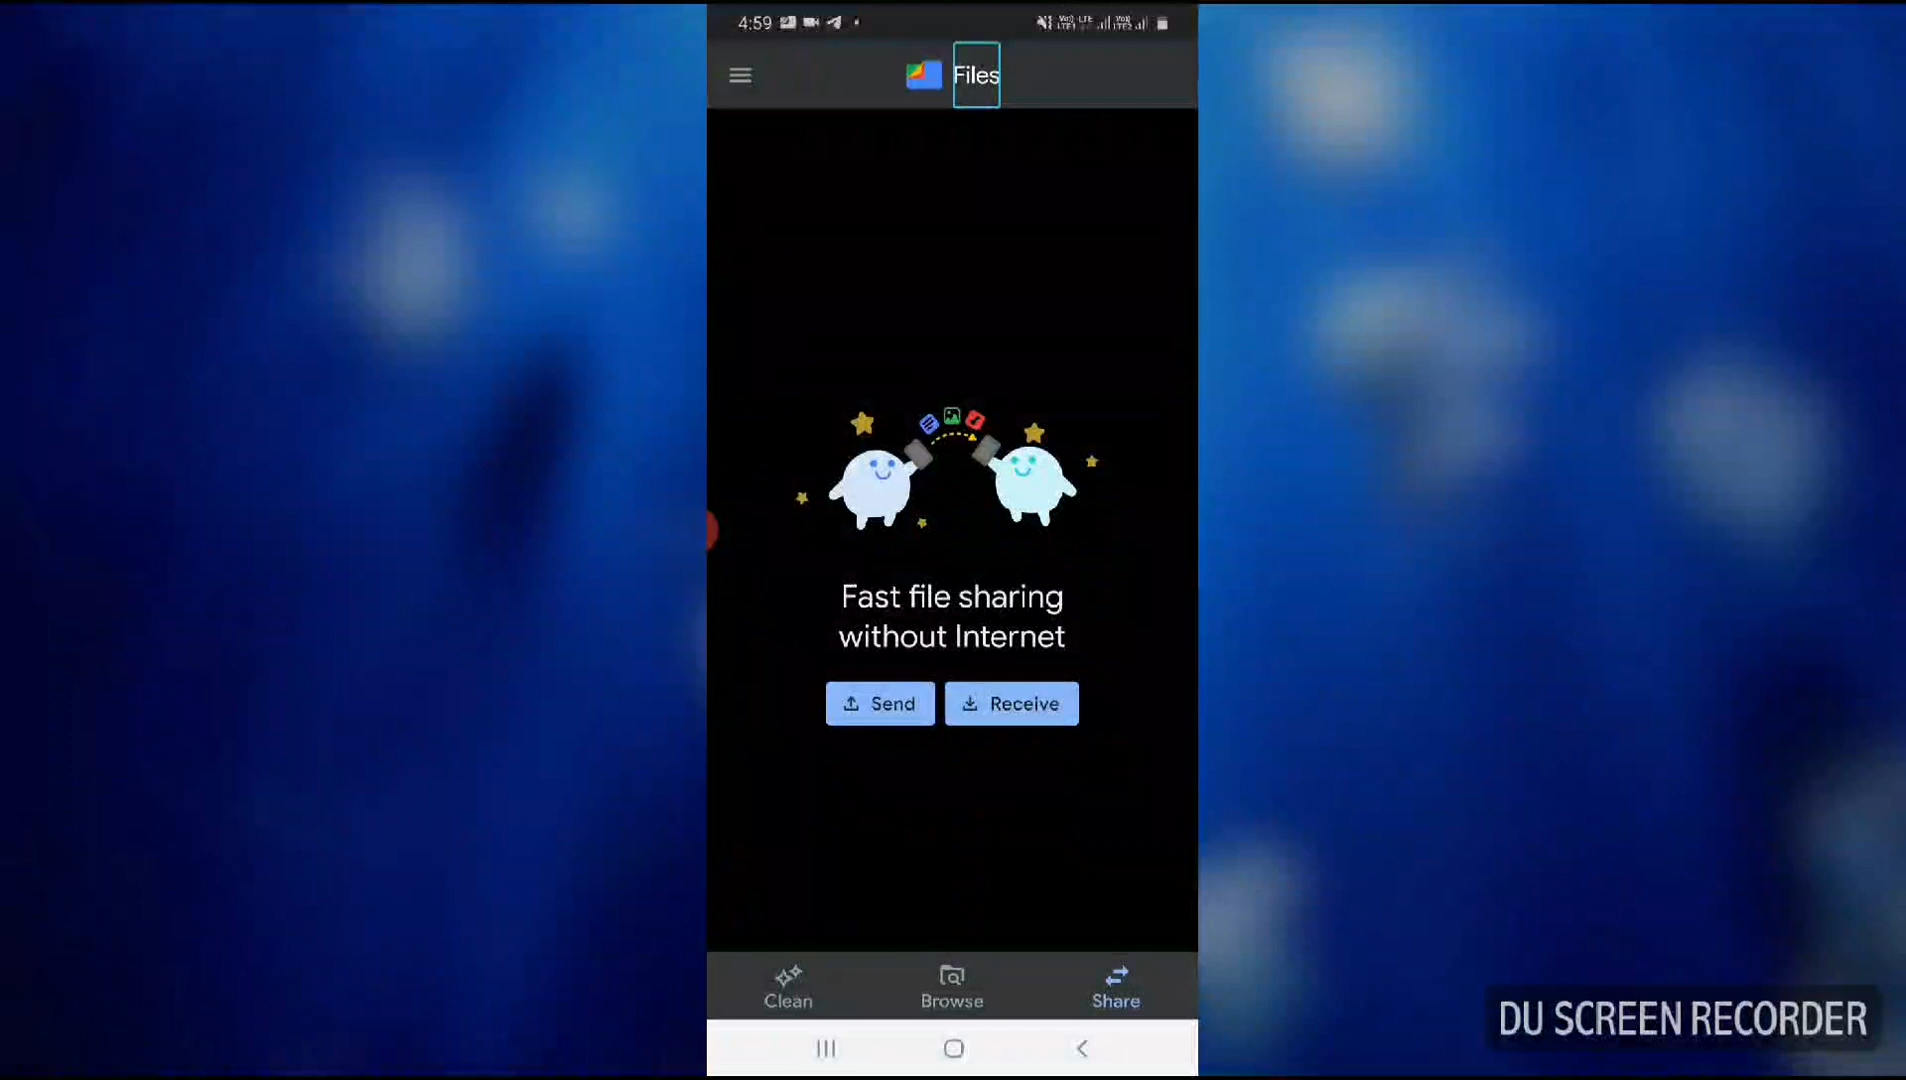 4:59
Files
Fast file sharing
without Internet
Send
Receive
Clean
Browse
Share
DU SCREEN RECORDER